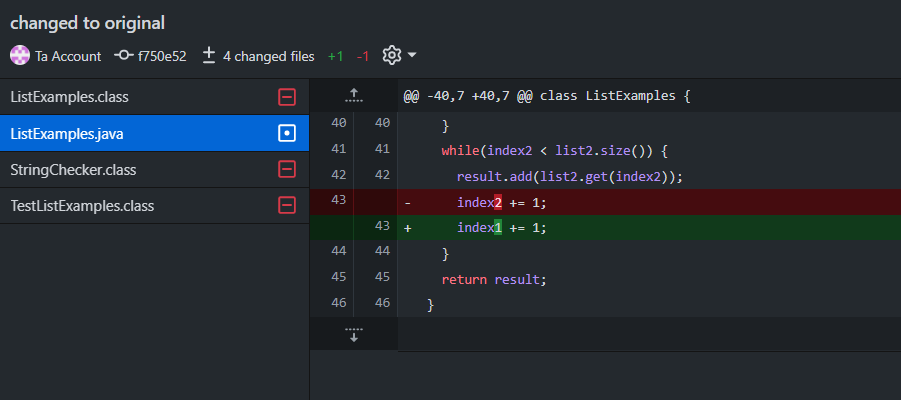 changed to original
Ta Account f750e52 4 changed files +1 -1
ListExamples.class
ListExamples.java
StringChecker.class
TestListExamples.class
@@ -40,7 +40,7 @@ class ListExamples {
40 40 }
41 41 while(index2 < list2.size()) {
42 42 result.add(list2.get(index2));
43 - index2 += 1;
43 + index1 += 1;
44 44 }
45 45 return result;
46 46 }